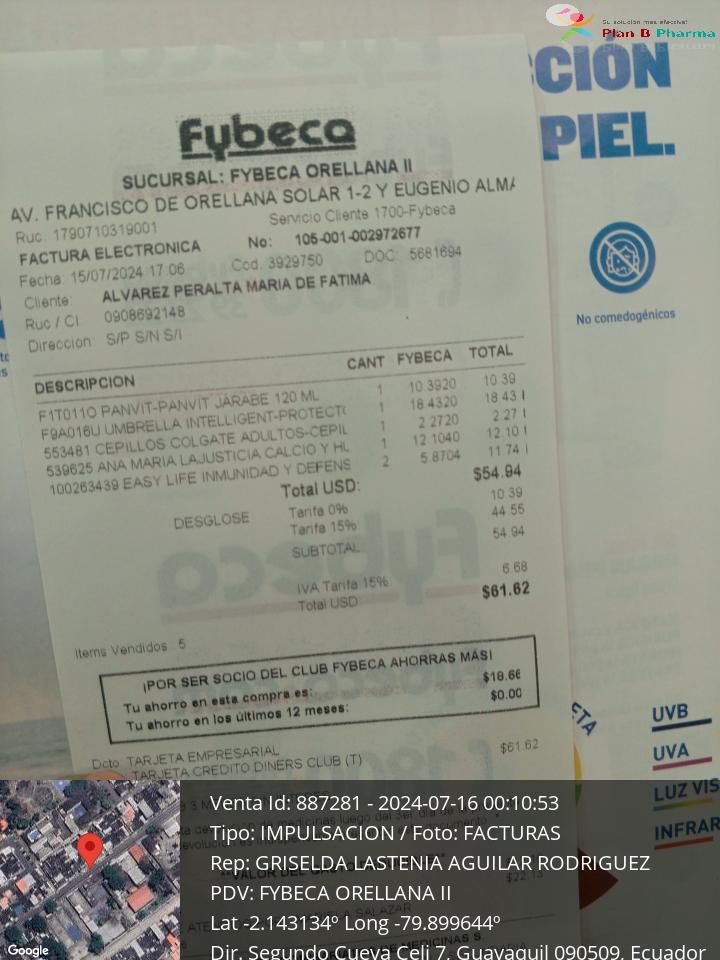 Su solución mas efectiva!
Plan B Pharma
CIÓN
PIEL.
No comedogénicos
Fybeca
SUCURSAL: FYBECA ORELLANA II
AV. FRANCISCO DE ORELLANA SOLAR 1-2 Y EUGENIO ALMA
Ruc: 1790710319001 Servicio Cliente 1700-Fybeca
FACTURA ELECTRONICA No: 105-001-002972677
Fecha: 15/07/2024 17:06 Cod. 3929750 DOC: 5681694
Cliente: ALVAREZ PERALTA MARIA DE FATIMA
Ruc / CI 0908692148
Direccion: S/P S/N S/I
DESCRIPCION CANT FYBECA TOTAL
F1T011O PANVIT-PANVIT JARABE 120 ML 1 10.3920 10.39
F9A016U UMBRELLA INTELLIGENT-PROTECTO 1 18.4320 18.43 I
553481 CEPILLOS COLGATE ADULTOS-CEPIL 1 2.2720 2.27 I
539625 ANA MARIA LAJUSTICIA CALCIO Y HU 1 12.1040 12.10 I
100263439 EASY LIFE INMUNIDAD Y DEFENS 2 5.8704 11.74 I
Total USD: $54.94
DESGLOSE Tarifa 0% 10.39
Tarifa 15% 44.55
SUBTOTAL 54.94
IVA Tarifa 15% 6.68
Total USD $61.62
Items Vendidos 5
¡POR SER SOCIO DEL CLUB FYBECA AHORRAS MÁS!
Tu ahorro en esta compra es: $18.66
Tu ahorro en los últimos 12 meses: $0.00
Dcto TARJETA EMPRESARIAL
TARJETA CREDITO DINERS CLUB (T) $61.62
ETA
UVB
UVA
LUZ VIS
INFRAR
Venta Id: 887281 - 2024-07-16 00:10:53
Tipo: IMPULSACION / Foto: FACTURAS
Rep: GRISELDA LASTENIA AGUILAR RODRIGUEZ
PDV: FYBECA ORELLANA II
Lat -2.143134º Long -79.899644º
Dir. Segundo Cueva Celi 7, Guayaquil 090509, Ecuador
Google